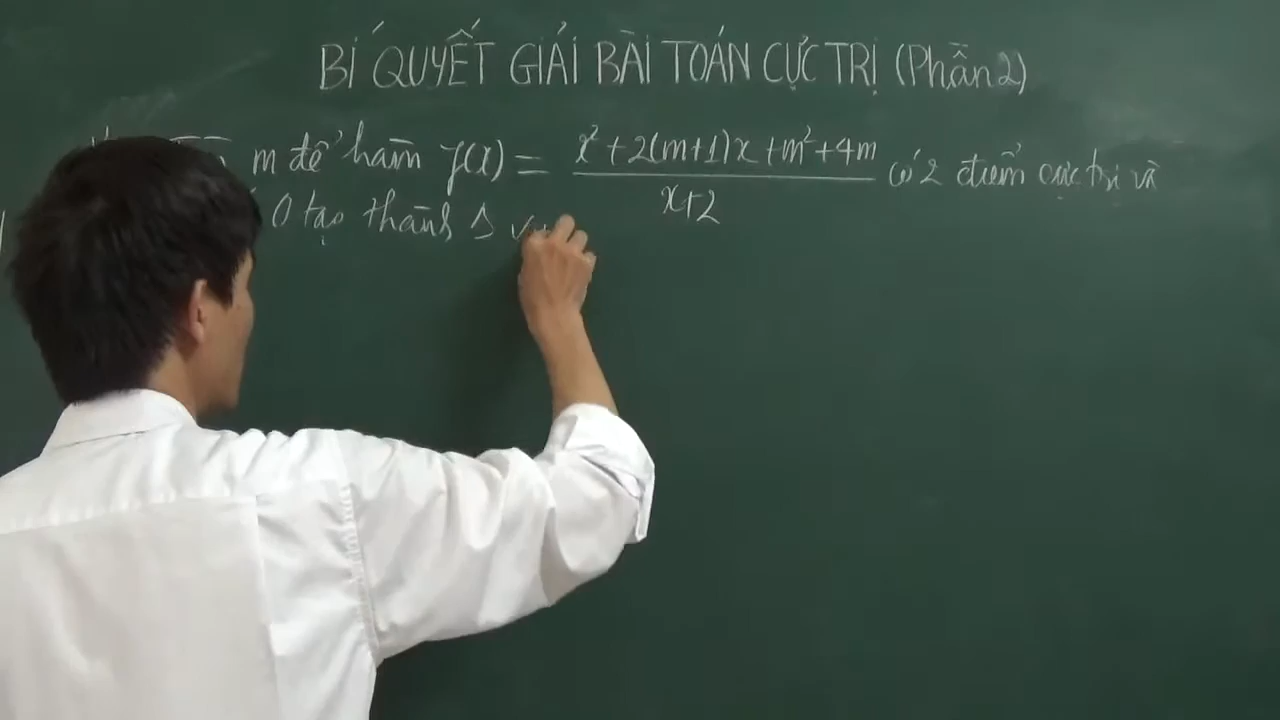 BÍ QUYẾT GIẢI BÀI TOÁN CỰC TRỊ (Phần 2)
m để hàm y(x) = x² + 2(m+1)x + m² + 4m / x+2 có 2 điểm cực trị và
O tạo thành Δ